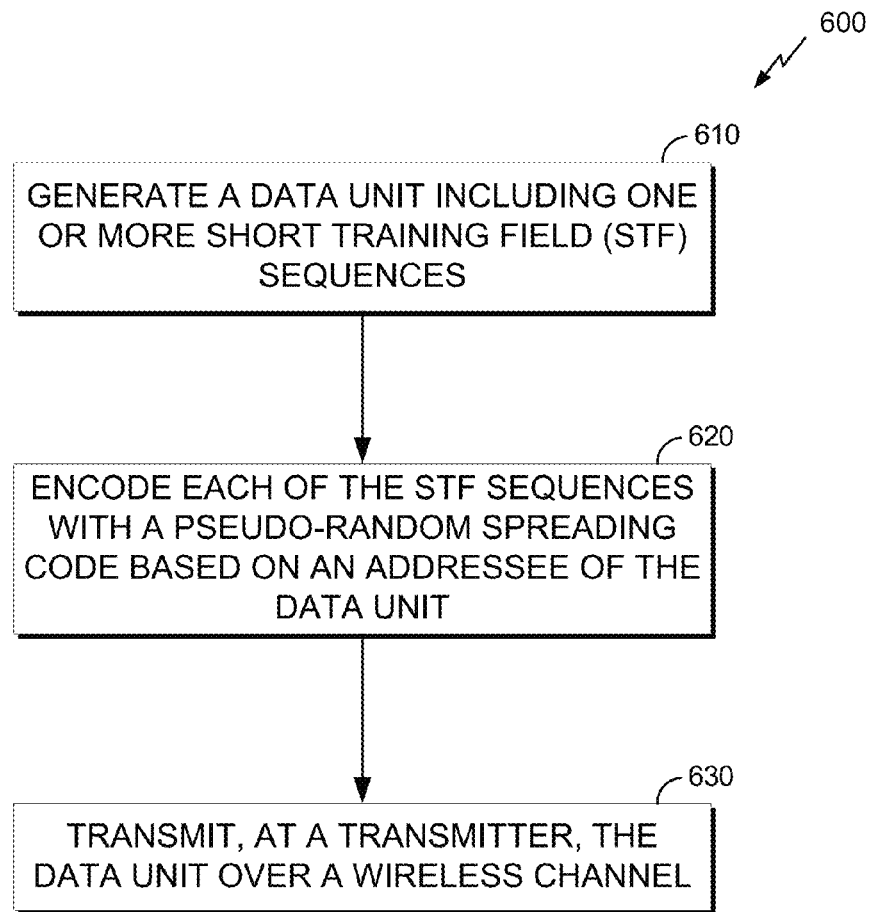 600
610
GENERATE A DATA UNIT INCLUDING ONE
OR MORE SHORT TRAINING FIELD (STF)
SEQUENCES
620
ENCODE EACH OF THE STF SEQUENCES
WITH A PSEUDO-RANDOM SPREADING
CODE BASED ON AN ADDRESSEE OF THE
DATA UNIT
630
TRANSMIT, AT A TRANSMITTER, THE
DATA UNIT OVER A WIRELESS CHANNEL